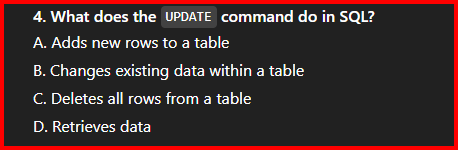 4. What does the UPDATE command do in SQL?
A. Adds new rows to a table
B. Changes existing data within a table
C. Deletes all rows from a table
D. Retrieves data